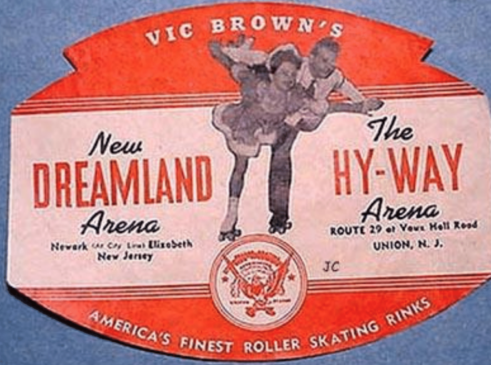 VIC BROWN'S
New
DREAMLAND
Arena
Newark (At City Line) Elizabeth
New Jersey
The
HY-WAY
Arena
ROUTE 29 at Vaux Hall Road
UNION, N. J.
JC
AMERICA'S FINEST ROLLER SKATING RINKS